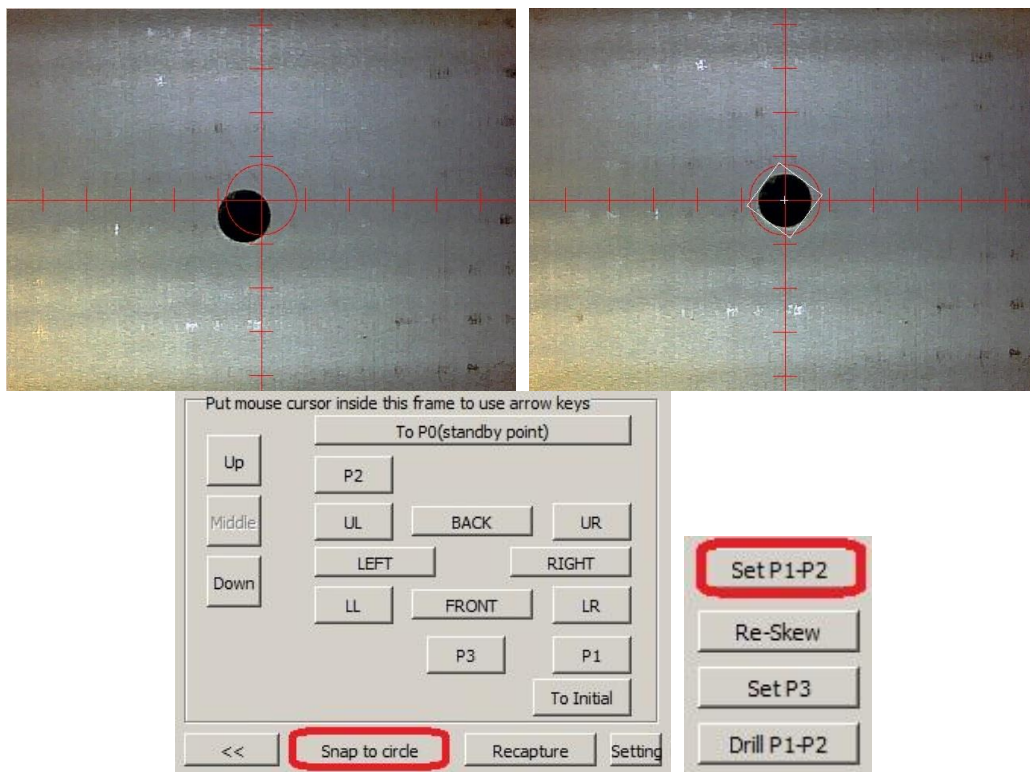 Put mouse cursor inside this frame to use arrow keys
To P0(standby point)
Up
P2
Middle
UL BACK UR
LEFT RIGHT
Down
LL FRONT LR
P3 P1
To Initial
<< Snap to circle Recapture Setting
Set P1-P2
Re-Skew
Set P3
Drill P1-P2